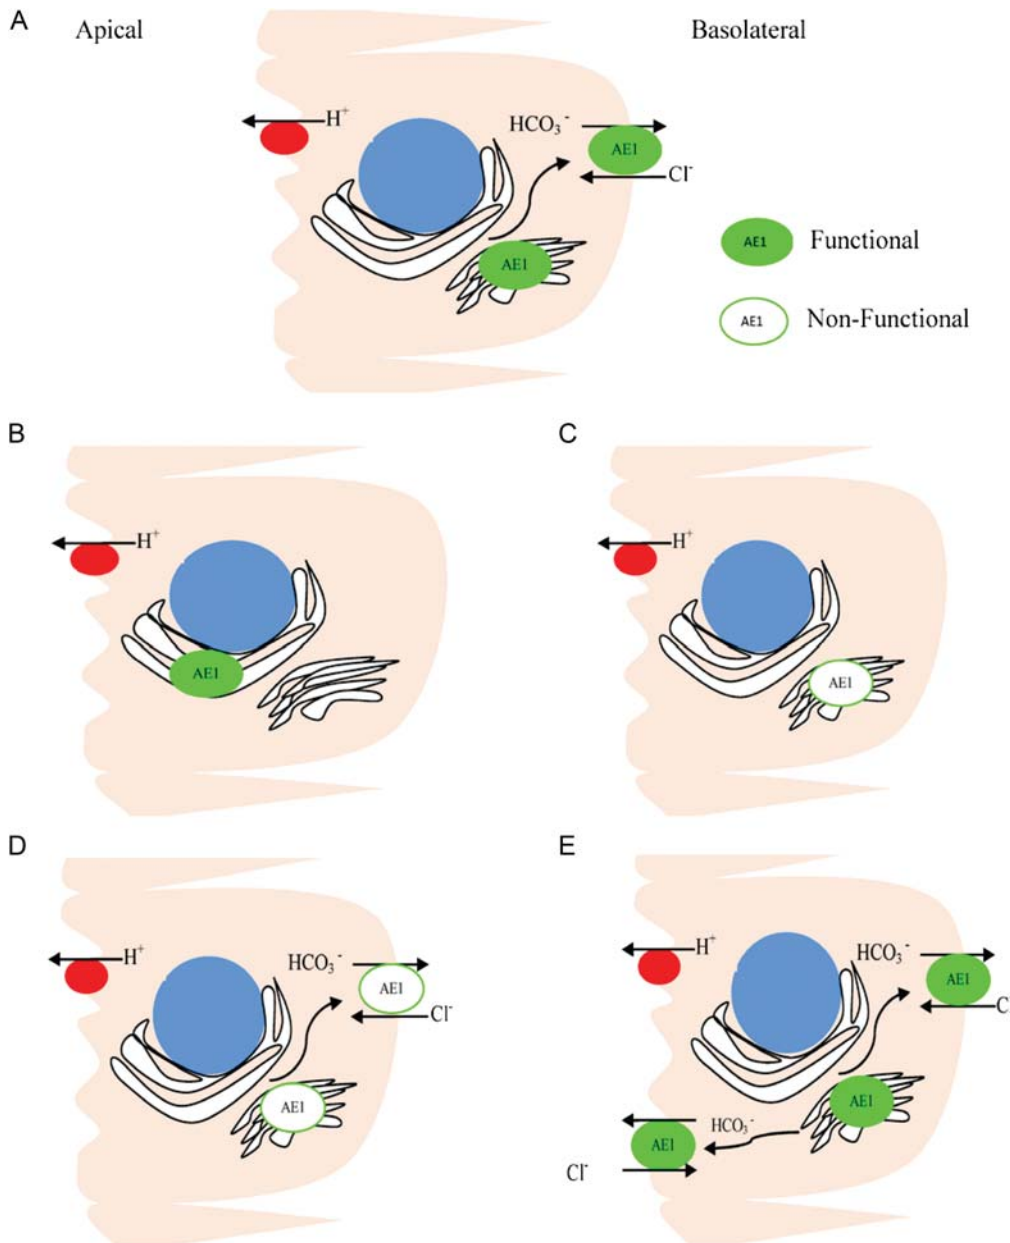 A
Apical
Basolateral
H⁺
HCO₃⁻
AE1
Cl⁻
AE1
AE1 Functional
AE1 Non-Functional
B
H⁺
AE1
C
H⁺
AE1
D
H⁺
HCO₃⁻
AE1
Cl⁻
AE1
E
H⁺
HCO₃⁻
AE1
C
AE1
HCO₃⁻
AE1
Cl⁻